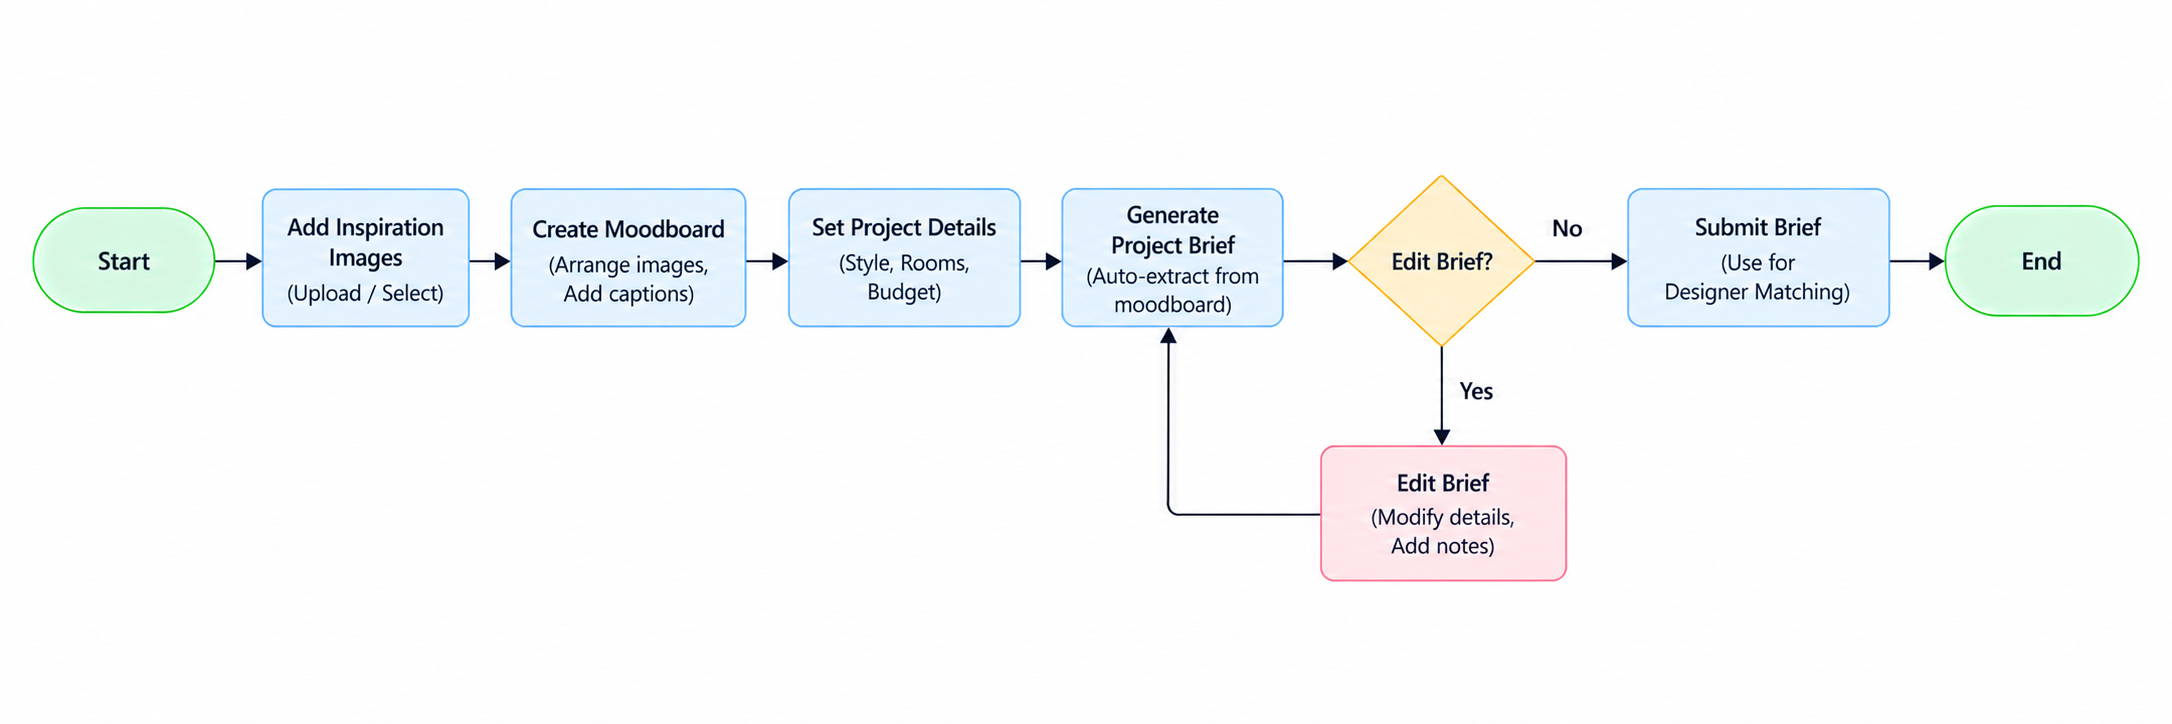 Start
Add Inspiration
Images
(Upload / Select)
Create Moodboard
(Arrange images,
Add captions)
Set Project Details
(Style, Rooms,
Budget)
Generate
Project Brief
(Auto-extract from
moodboard)
Edit Brief?
No
Submit Brief
(Use for
Designer Matching)
End
Yes
Edit Brief
(Modify details,
Add notes)